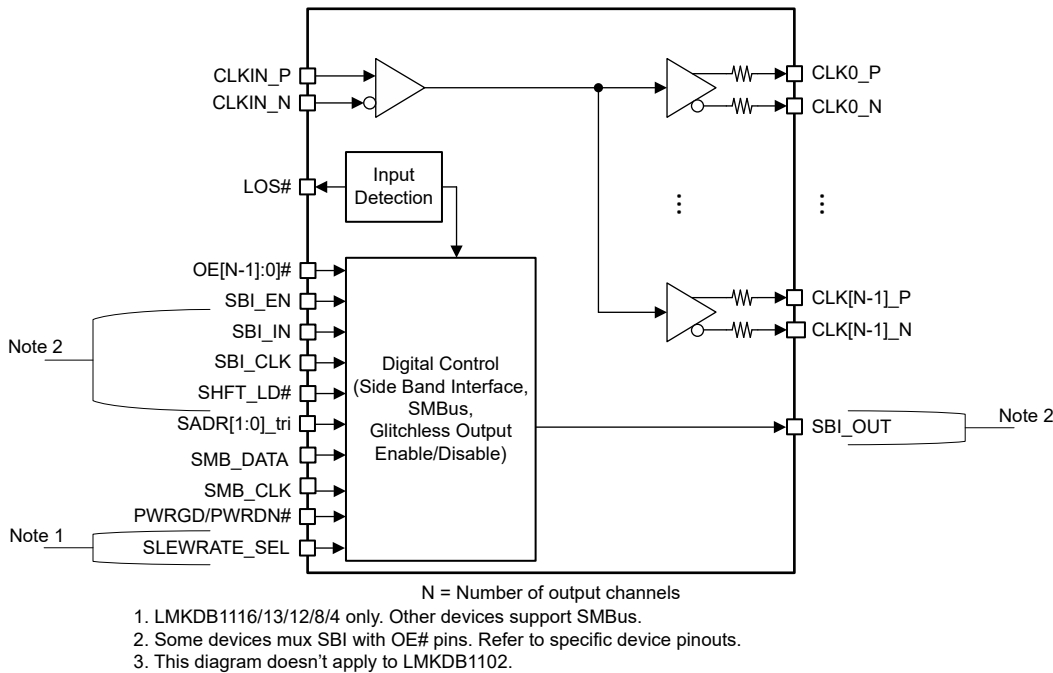 CLKIN_P
CLKIN_N
CLK0_P
CLK0_N
LOS#
Input
Detection
OE[N-1]:0]#
SBI_EN
SBI_IN
SBI_CLK
SHFT_LD#
SADR[1:0]_tri
SMB_DATA
SMB_CLK
PWRGD/PWRDN#
SLEWRATE_SEL
Note 2
Note 1
Digital Control
(Side Band Interface,
SMBus,
Glitchless Output
Enable/Disable)
CLK[N-1]_P
CLK[N-1]_N
SBI_OUT
Note 2
N = Number of output channels
1. LMKDB1116/13/12/8/4 only. Other devices support SMBus.
2. Some devices mux SBI with OE# pins. Refer to specific device pinouts.
3. This diagram doesn’t apply to LMKDB1102.